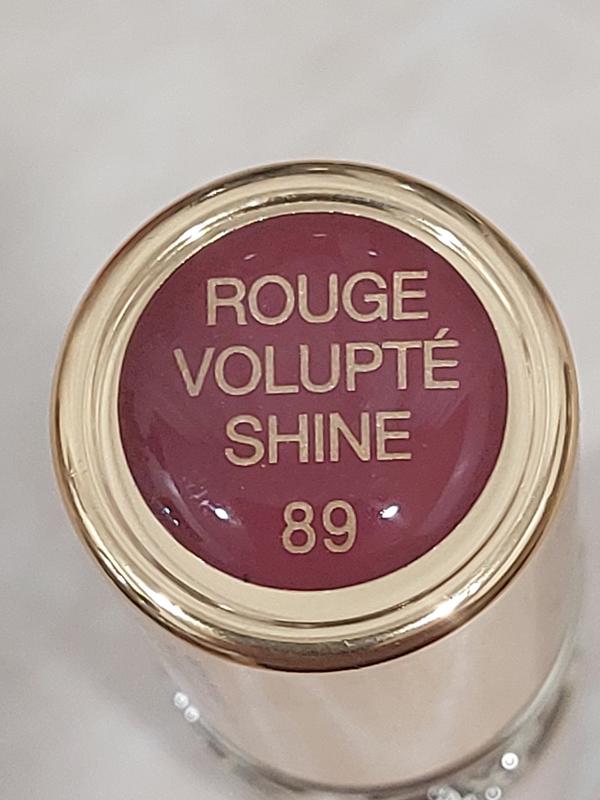 ROUGE
VOLUPTÉ
SHINE
89